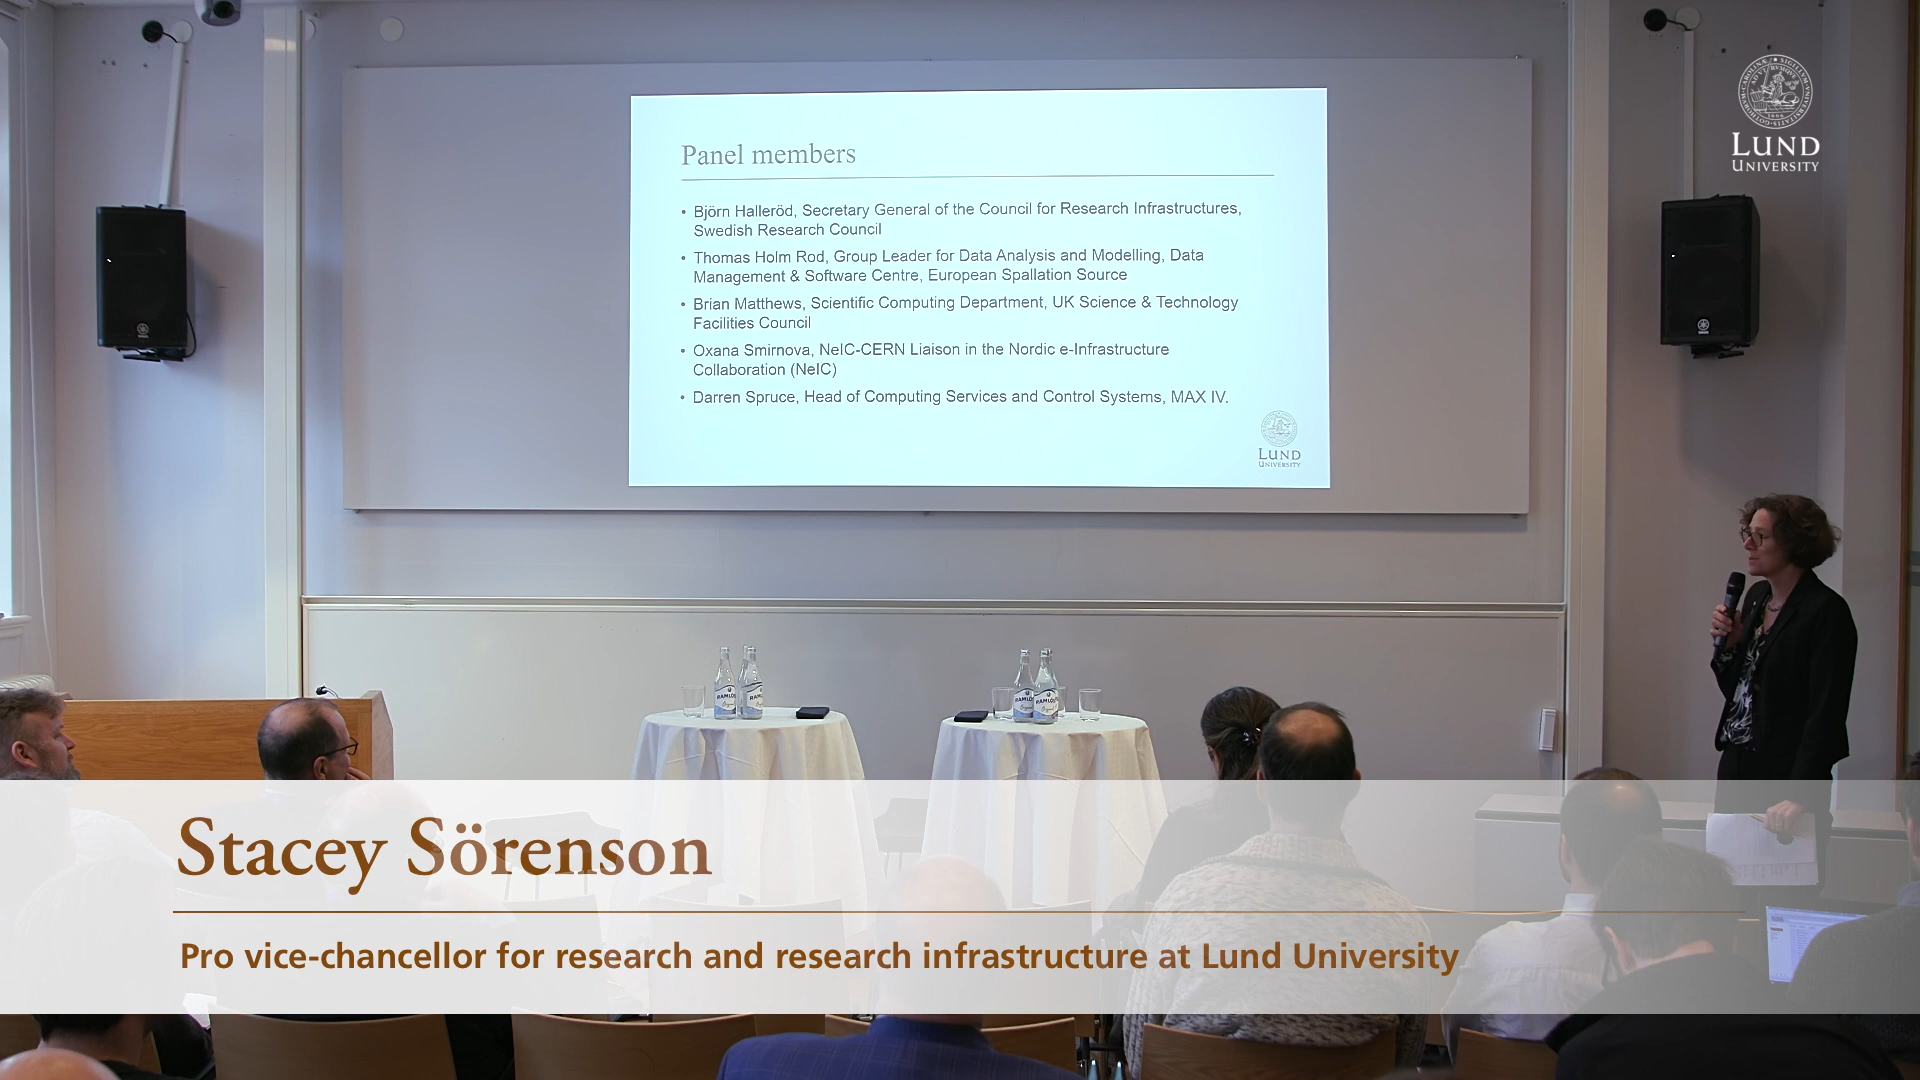 LUND
UNIVERSITY
Panel members
• Björn Halleröd, Secretary General of the Council for Research Infrastructures,
Swedish Research Council
• Thomas Holm Rod, Group Leader for Data Analysis and Modelling, Data
Management & Software Centre, European Spallation Source
• Brian Matthews, Scientific Computing Department, UK Science & Technology
Facilities Council
• Oxana Smirnova, NeIC-CERN Liaison in the Nordic e-Infrastructure
Collaboration (NeIC)
• Darren Spruce, Head of Computing Services and Control Systems, MAX IV.
LUND
UNIVERSITY
Stacey Sörenson
Pro vice-chancellor for research and research infrastructure at Lund University